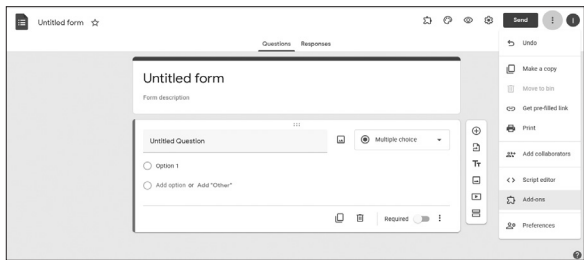 Untitled form
Send
Questions Responses
Undo
Make a copy
Move to bin
Get pre-filled link
Print
Add collaborators
Script editor
Add-ons
Preferences
Untitled form
Form description
Untitled Question
Multiple choice
Option 1
Add option or Add "Other"
Required